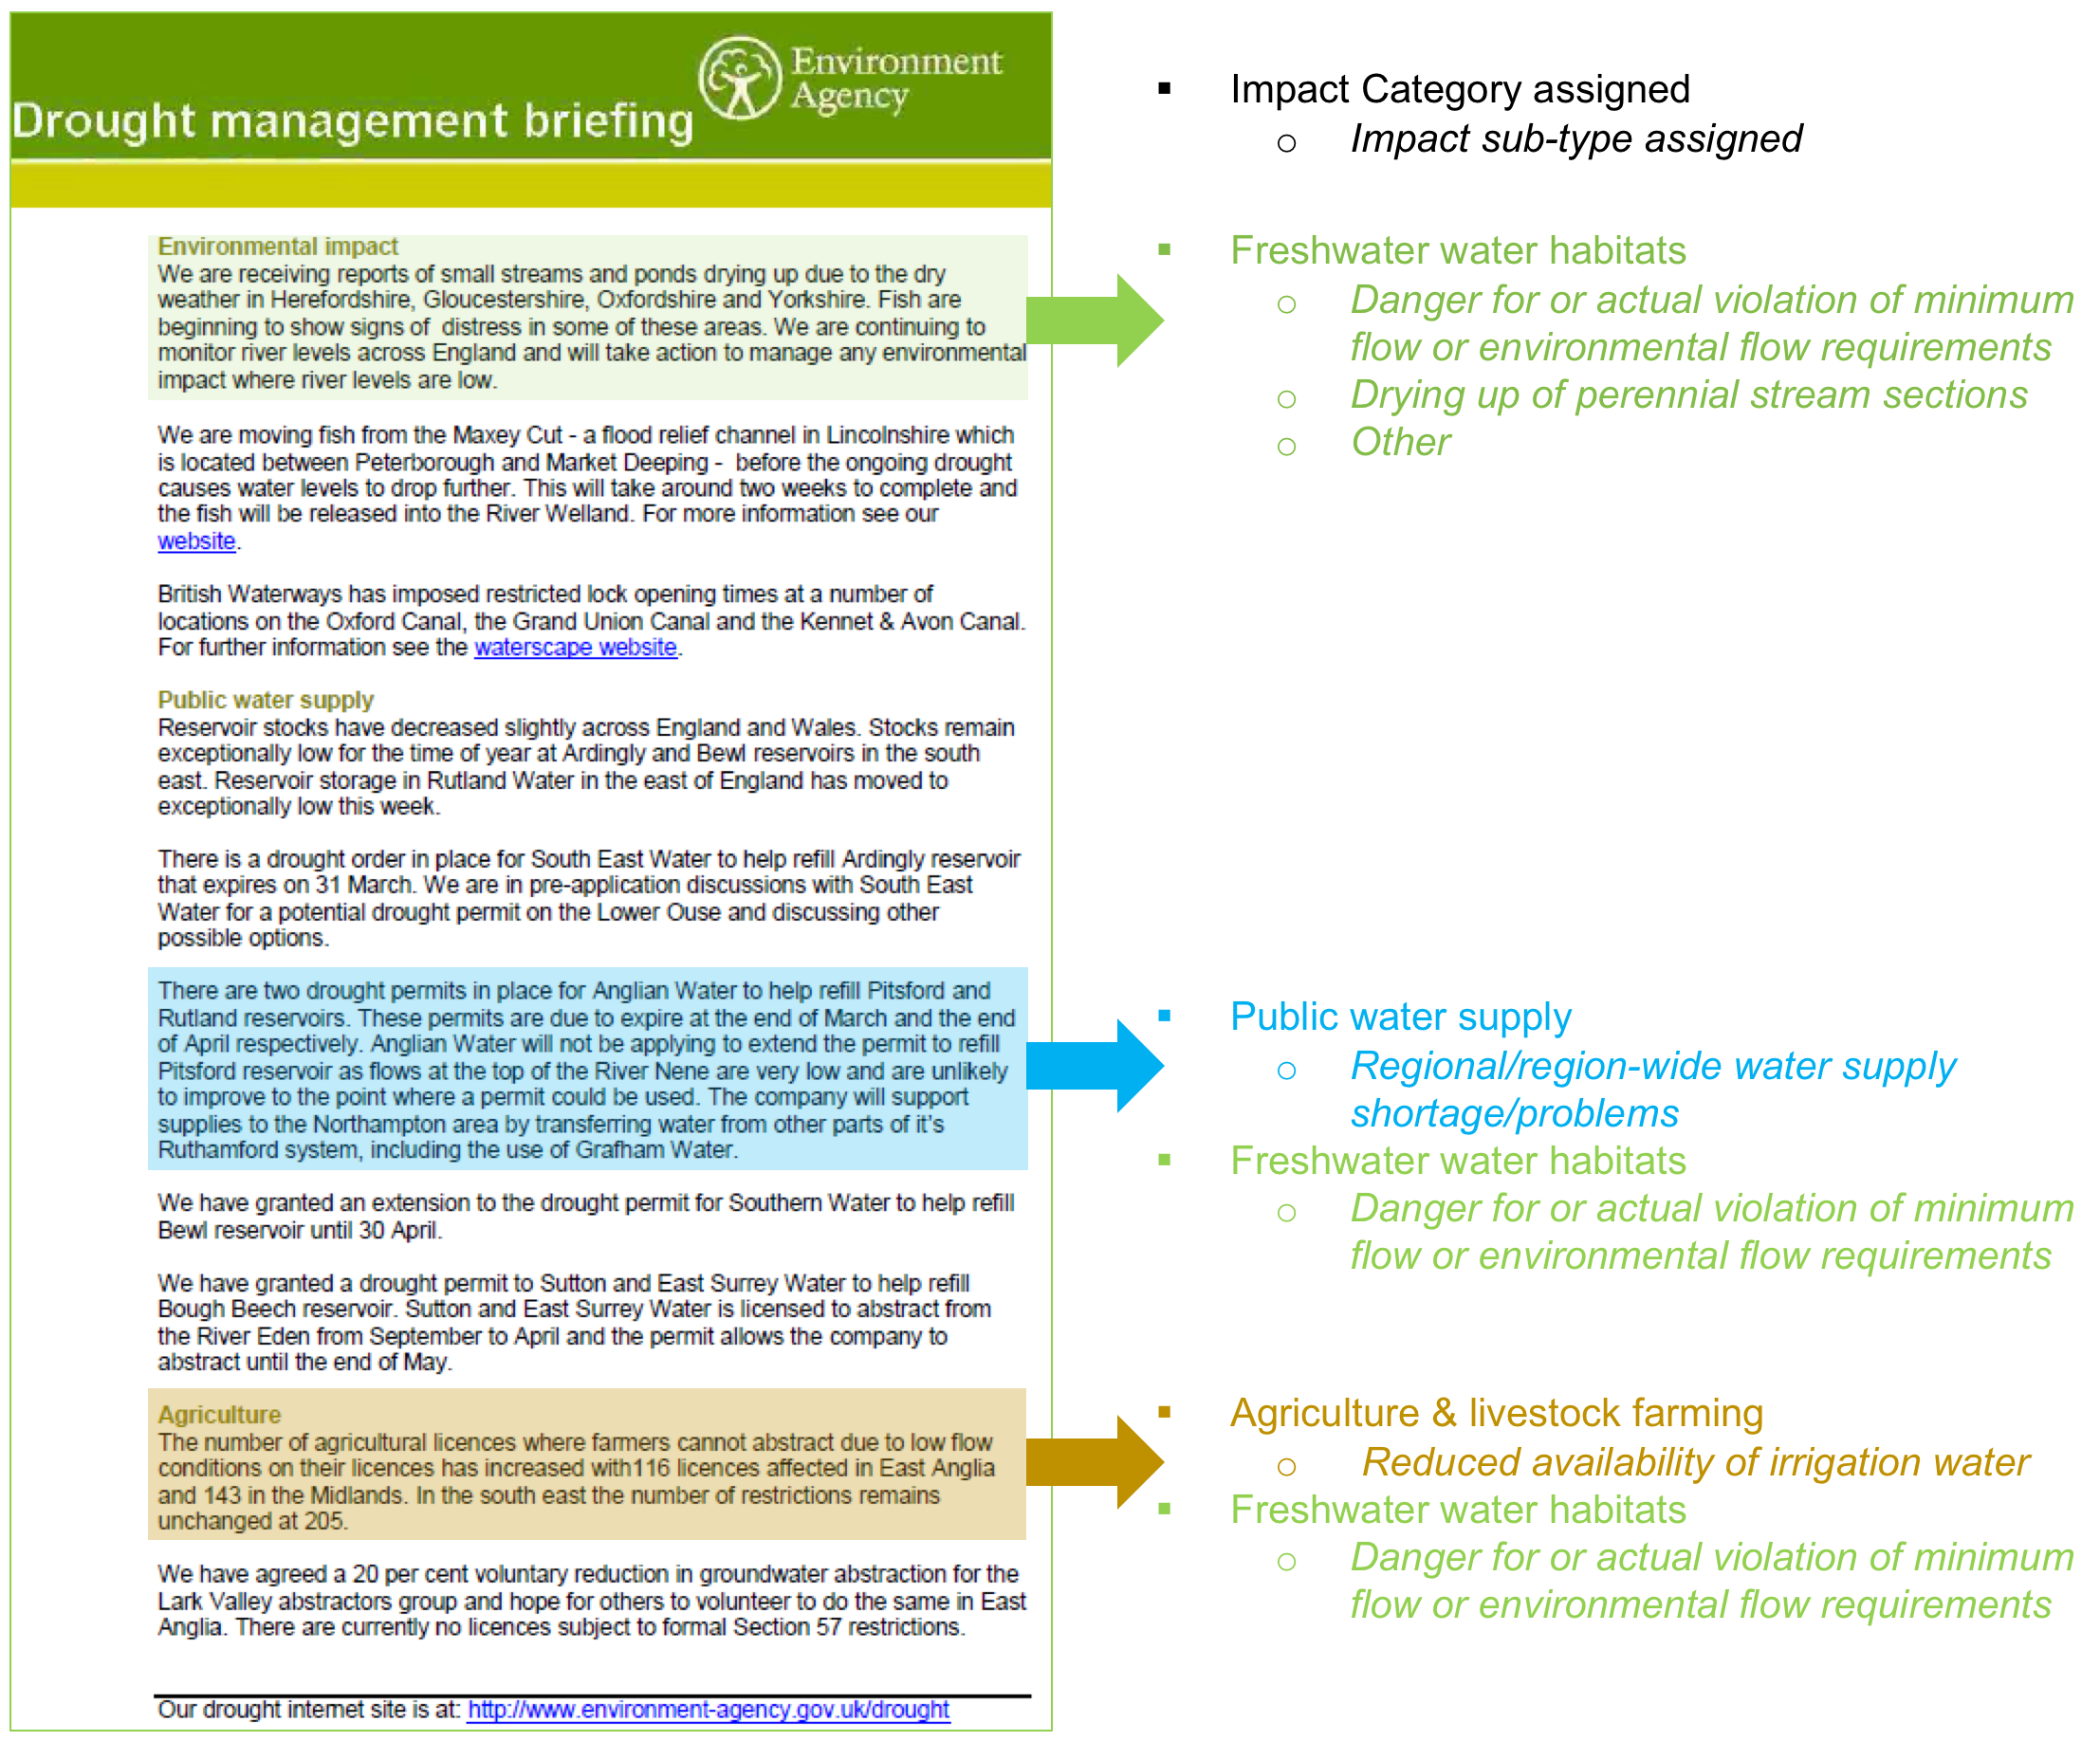 Drought management briefing
Environment
Agency
Environmental impact
We are receiving reports of small streams and ponds drying up due to the dry
weather in Herefordshire, Gloucestershire, Oxfordshire and Yorkshire. Fish are
beginning to show signs of distress in some of these areas. We are continuing to
monitor river levels across England and will take action to manage any environmental
impact where river levels are low.
We are moving fish from the Maxey Cut - a flood relief channel in Lincolnshire which
is located between Peterborough and Market Deeping - before the ongoing drought
causes water levels to drop further. This will take around two weeks to complete and
the fish will be released into the River Welland. For more information see our
website.
British Waterways has imposed restricted lock opening times at a number of
locations on the Oxford Canal, the Grand Union Canal and the Kennet & Avon Canal.
For further information see the waterscape website.
Public water supply
Reservoir stocks have decreased slightly across England and Wales. Stocks remain
exceptionally low for the time of year at Ardingly and Bewl reservoirs in the south
east. Reservoir storage in Rutland Water in the east of England has moved to
exceptionally low this week.
There is a drought order in place for South East Water to help refill Ardingly reservoir
that expires on 31 March. We are in pre-application discussions with South East
Water for a potential drought permit on the Lower Ouse and discussing other
possible options.
There are two drought permits in place for Anglian Water to help refill Pitsford and
Rutland reservoirs. These permits are due to expire at the end of March and the end
of April respectively. Anglian Water will not be applying to extend the permit to refill
Pitsford reservoir as flows at the top of the River Nene are very low and are unlikely
to improve to the point where a permit could be used. The company will support
supplies to the Northampton area by transferring water from other parts of it's
Ruthamford system, including the use of Grafham Water.
We have granted an extension to the drought permit for Southern Water to help refill
Bewl reservoir until 30 April.
We have granted a drought permit to Sutton and East Surrey Water to help refill
Bough Beech reservoir. Sutton and East Surrey Water is licensed to abstract from
the River Eden from September to April and the permit allows the company to
abstract until the end of May.
Agriculture
The number of agricultural licences where farmers cannot abstract due to low flow
conditions on their licences has increased with116 licences affected in East Anglia
and 143 in the Midlands. In the south east the number of restrictions remains
unchanged at 205.
We have agreed a 20 per cent voluntary reduction in groundwater abstraction for the
Lark Valley abstractors group and hope for others to volunteer to do the same in East
Anglia. There are currently no licences subject to formal Section 57 restrictions.
Our drought internet site is at: http://www.environment-agency.gov.uk/drought
▪ Impact Category assigned
o Impact sub-type assigned
▪ Freshwater water habitats
o Danger for or actual violation of minimum
flow or environmental flow requirements
o Drying up of perennial stream sections
o Other
▪ Public water supply
o Regional/region-wide water supply
shortage/problems
▪ Freshwater water habitats
o Danger for or actual violation of minimum
flow or environmental flow requirements
▪ Agriculture & livestock farming
o Reduced availability of irrigation water
▪ Freshwater water habitats
o Danger for or actual violation of minimum
flow or environmental flow requirements